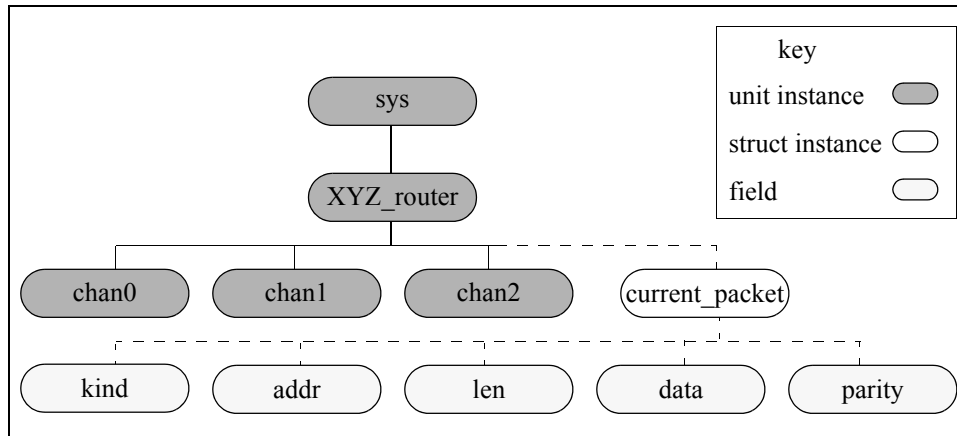 key
sys
unit instance
struct instance
XYZ_router
field
chan0 chan1 chan2 current_packet
kind addr len data parity